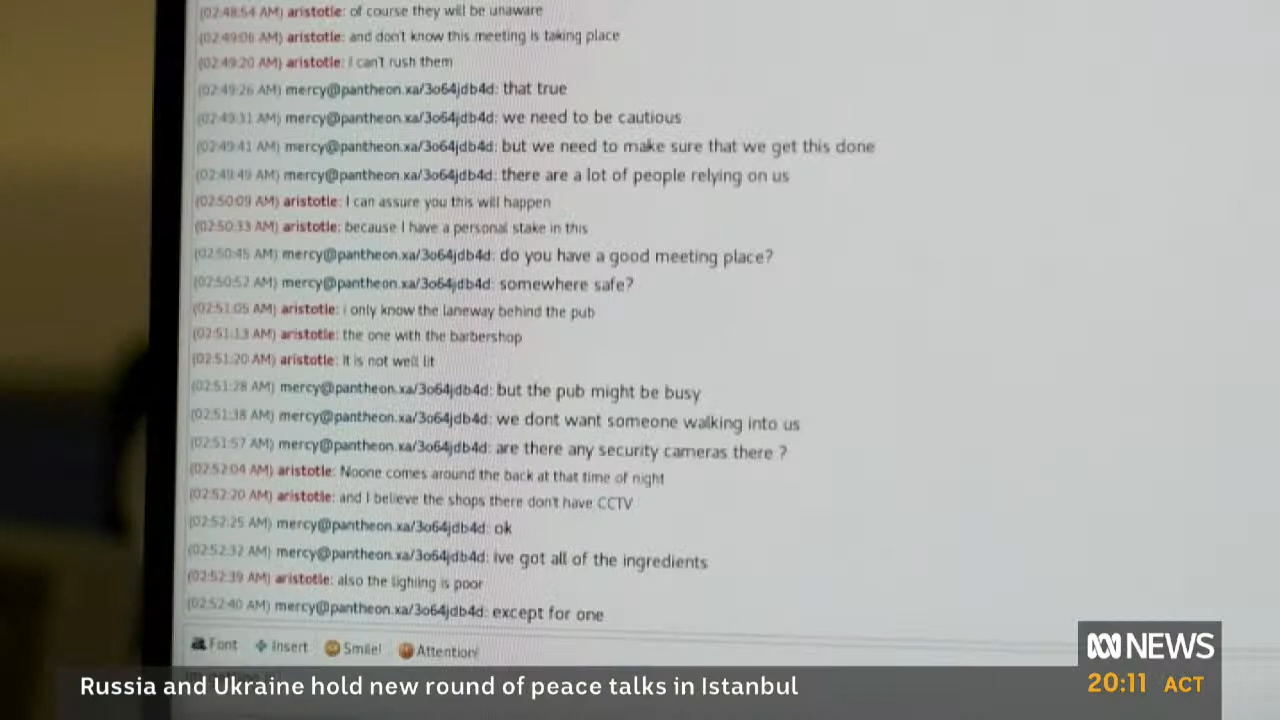 (02:48:54 AM) aristotle: of course they will be unaware
(02:49:06 AM) aristotle: and don't know this meeting is taking place
(02:49:20 AM) aristotle: I can't rush them
(02:49:26 AM) mercy@pantheon.xa/3o64jdb4d: that true
(02:49:31 AM) mercy@pantheon.xa/3o64jdb4d: we need to be cautious
(02:49:41 AM) mercy@pantheon.xa/3o64jdb4d: but we need to make sure that we get this done
(02:49:49 AM) mercy@pantheon.xa/3o64jdb4d: there are a lot of people relying on us
(02:50:09 AM) aristotle: I can assure you this will happen
(02:50:33 AM) aristotle: because I have a personal stake in this
(02:50:45 AM) mercy@pantheon.xa/3o64jdb4d: do you have a good meeting place?
(02:50:52 AM) mercy@pantheon.xa/3o64jdb4d: somewhere safe?
(02:51:05 AM) aristotle: i only know the laneway behind the pub
(02:51:13 AM) aristotle: the one with the barbershop
(02:51:20 AM) aristotle: It is not well lit
(02:51:28 AM) mercy@pantheon.xa/3o64jdb4d: but the pub might be busy
(02:51:38 AM) mercy@pantheon.xa/3o64jdb4d: we dont want someone walking into us
(02:51:57 AM) mercy@pantheon.xa/3o64jdb4d: are there any security cameras there ?
(02:52:04 AM) aristotle: Noone comes around the back at that time of night
(02:52:20 AM) aristotle: and I believe the shops there don't have CCTV
(02:52:25 AM) mercy@pantheon.xa/3o64jdb4d: ok
(02:52:32 AM) mercy@pantheon.xa/3o64jdb4d: ive got all of the ingredients
(02:52:39 AM) aristotle: also the lighting is poor
(02:52:40 AM) mercy@pantheon.xa/3o64jdb4d: except for one
Font Insert Smile! Attention!
NEWS
Russia and Ukraine hold new round of peace talks in Istanbul
20:11 ACT